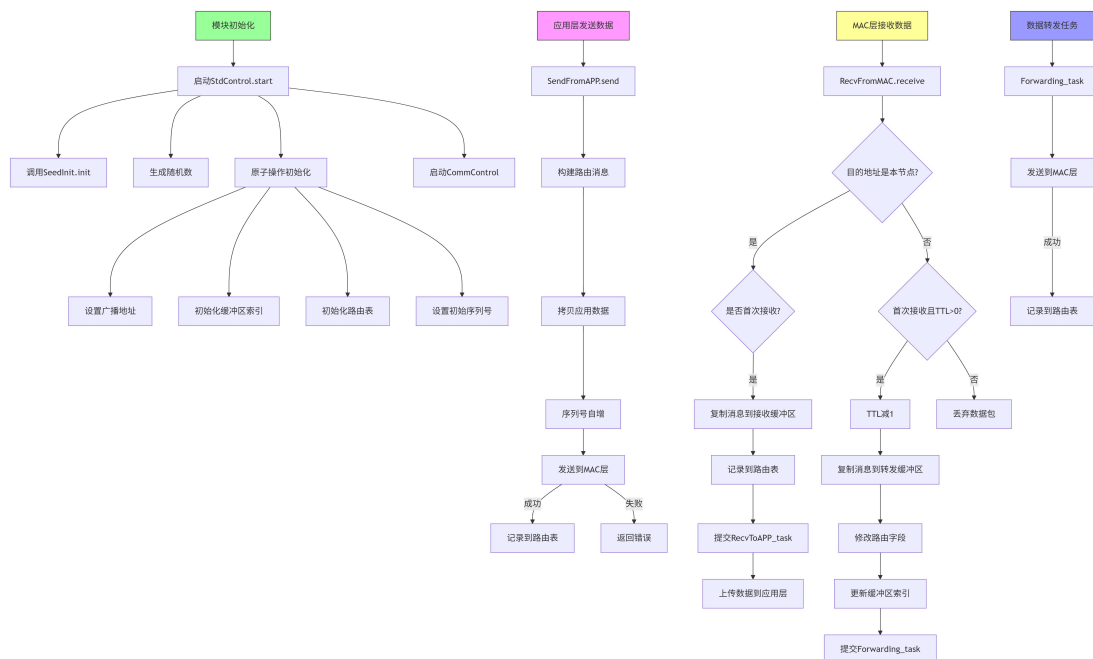 模块初始化
启动StdControl.start
调用SeedInit.init
生成随机数
原子操作初始化
启动CommControl
设置广播地址
初始化缓冲区索引
初始化路由表
设置初始序列号
应用层发送数据
SendFromAPP.send
构建路由消息
拷贝应用数据
序列号自增
发送到MAC层
成功
失败
记录到路由表
返回错误
MAC层接收数据
RecvFromMAC.receive
目的地址是本节点?
是
否
是否首次接收?
是
复制消息到接收缓冲区
记录到路由表
提交RecvToAPP_task
上传数据到应用层
首次接收且TTL>0?
是
否
TTL减1
丢弃数据包
复制消息到转发缓冲区
修改路由字段
更新缓冲区索引
提交Forwarding_task
数据转发任务
Forwarding_task
发送到MAC层
成功
记录到路由表